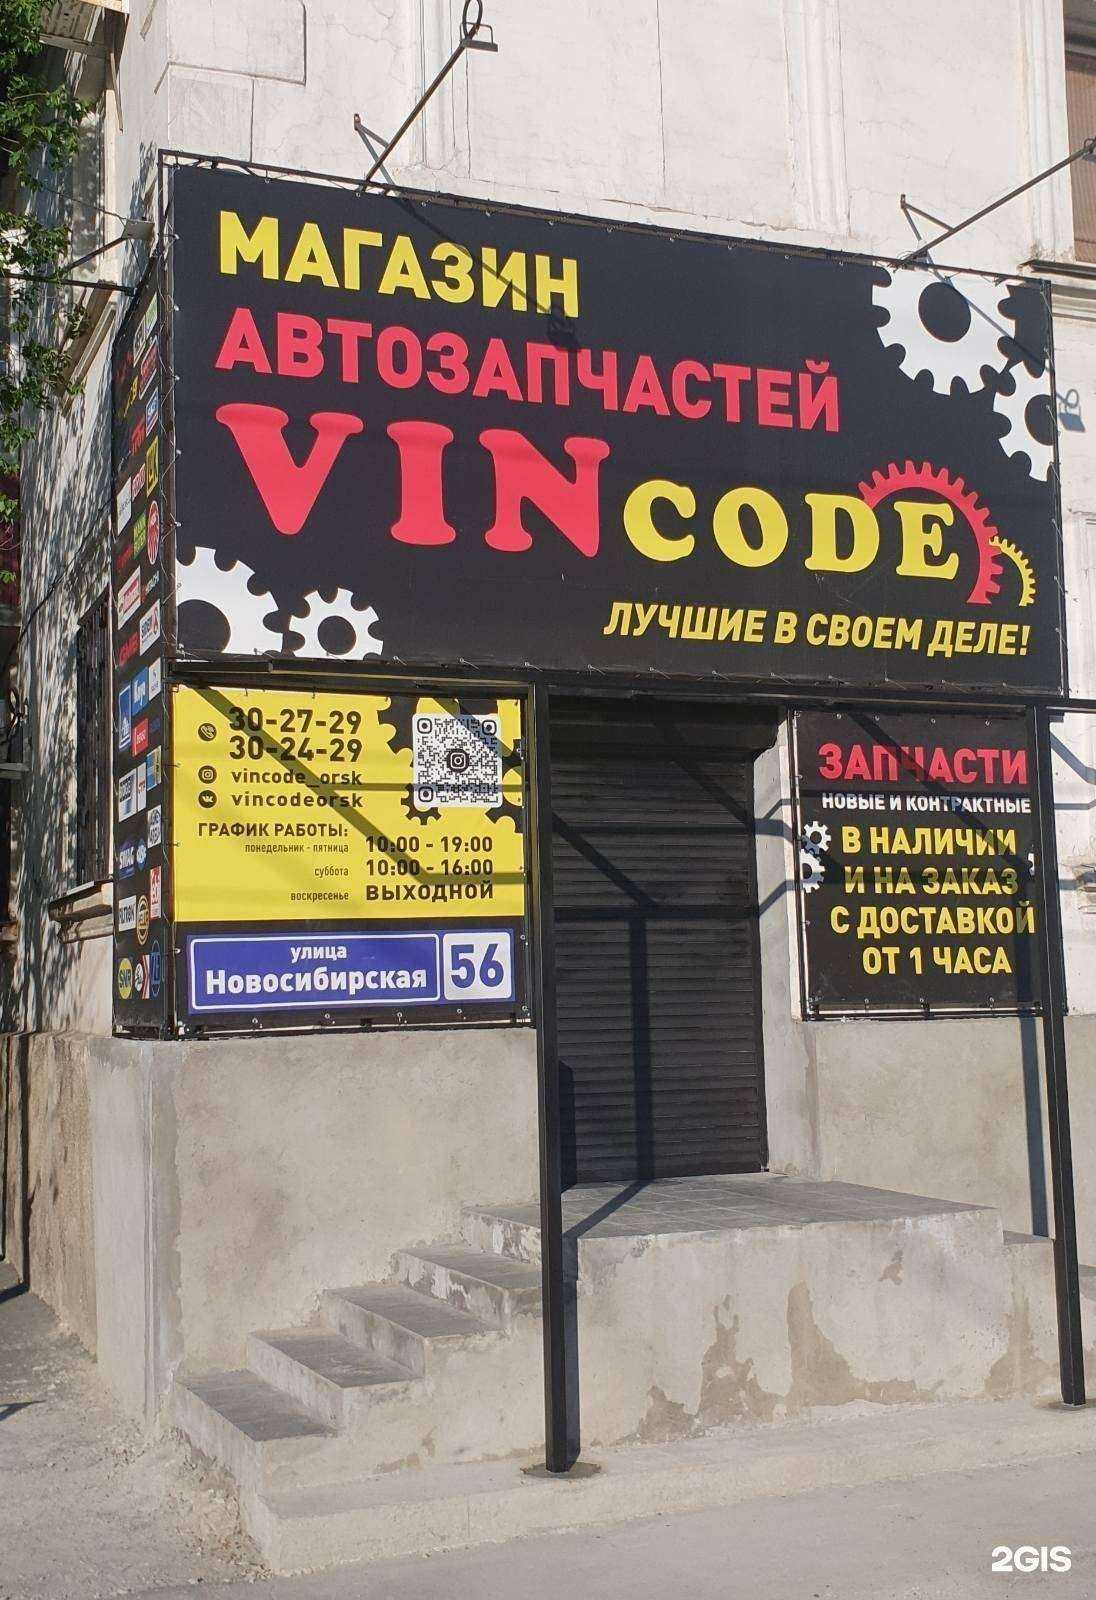 МАГАЗИН
АВТОЗАПЧАСТЕЙ
VINCODE
ЛУЧШИЕ В СВОЕМ ДЕЛЕ!
30-27-29
30-24-29
vincode_orsk
vincodeorsk
ГРАФИК РАБОТЫ:
понедельник - пятница 10:00 - 19:00
суббота 10:00 - 16:00
воскресенье ВЫХОДНОЙ
улица
Новосибирская 56
ЗАПЧАСТИ
НОВЫЕ И КОНТРАКТНЫЕ
В НАЛИЧИИ
И НА ЗАКАЗ
С ДОСТАВКОЙ
ОТ 1 ЧАСА
SWAG
SNR
2GIS